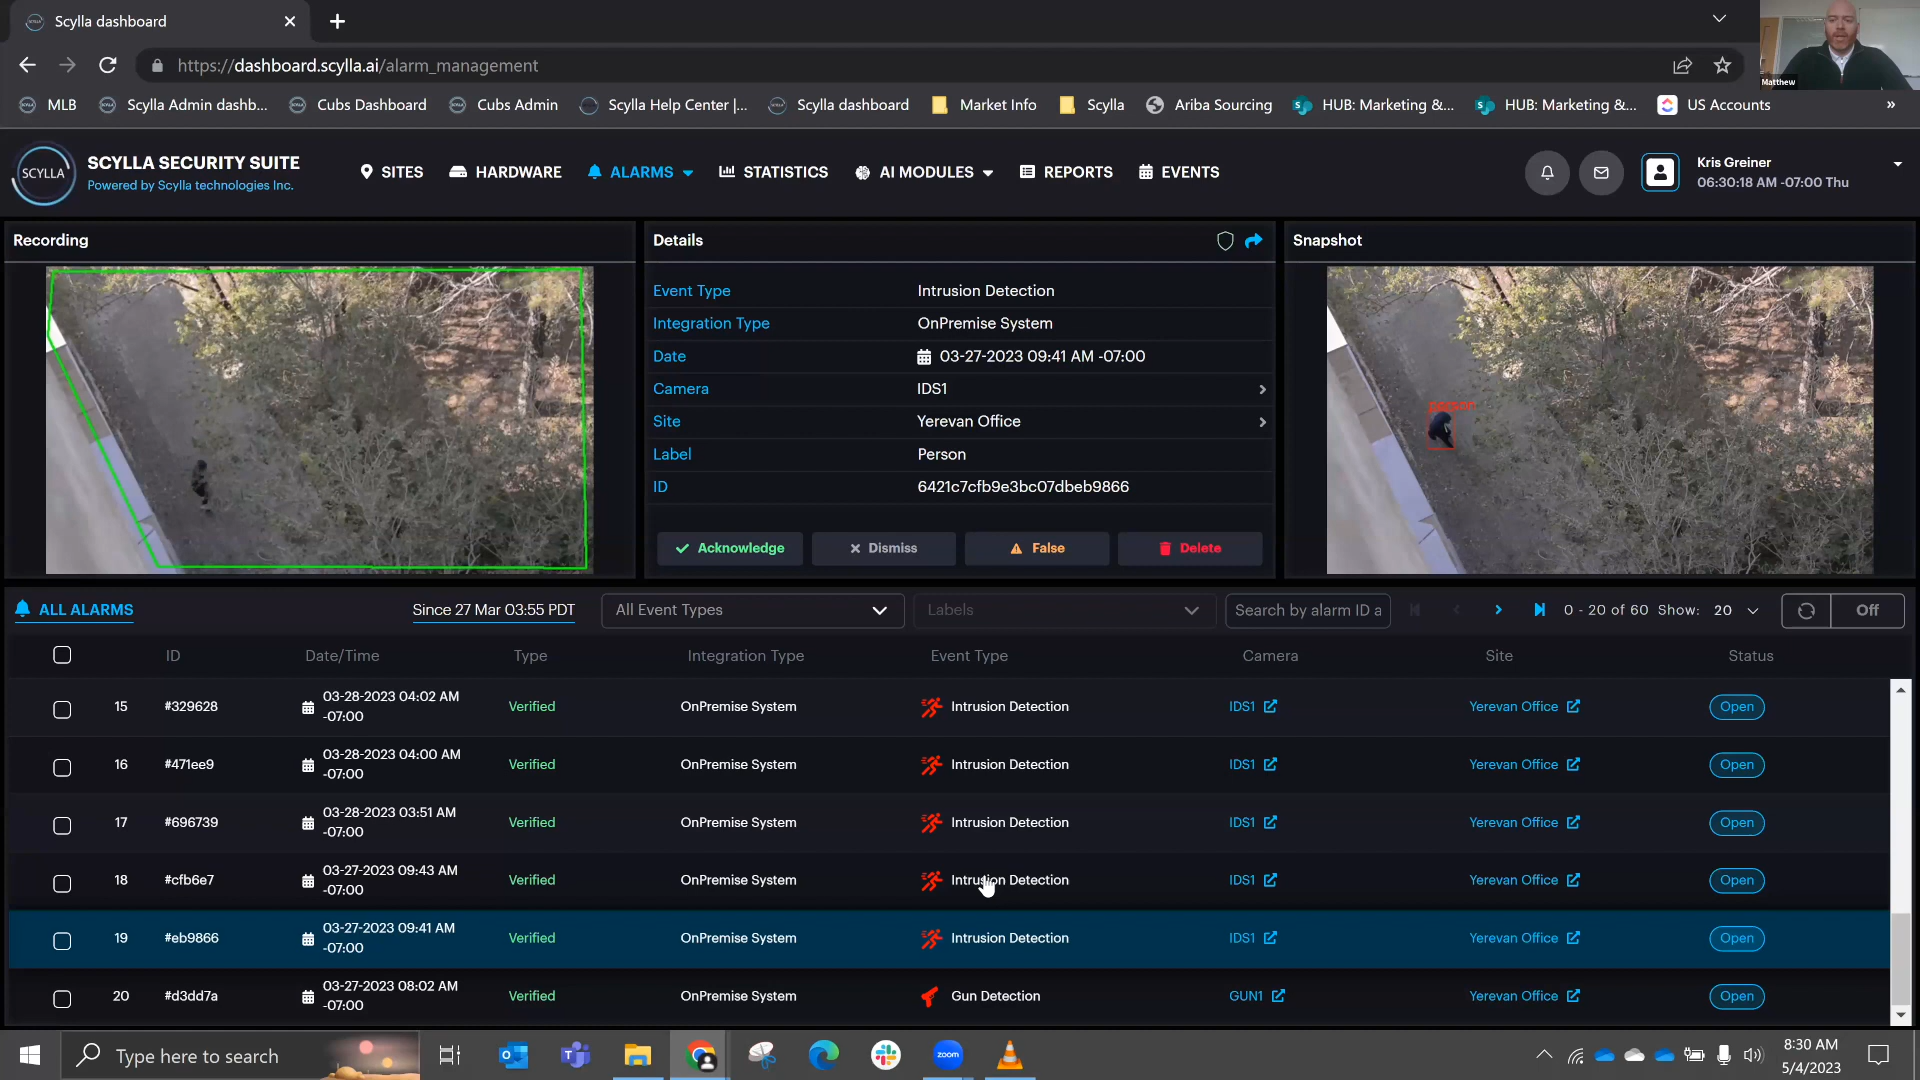 Scylla dashboard
https://dashboard.scylla.ai/alarm_management
Matthew
MLB Scylla Admin dashb... Cubs Dashboard Cubs Admin Scylla Help Center |... Scylla dashboard Market Info Scylla Ariba Sourcing HUB: Marketing &... HUB: Marketing &... US Accounts »
SCYLLA
SCYLLA SECURITY SUITE
Powered by Scylla technologies Inc.
SITES HARDWARE ALARMS STATISTICS AI MODULES REPORTS EVENTS
Kris Greiner
06:30:18 AM -07:00 Thu
Recording
Details
Snapshot
Event Type Intrusion Detection
Integration Type OnPremise System
Date 03-27-2023 09:41 AM -07:00
Camera IDS1
Site Yerevan Office
Label Person
ID 6421c7cfb9e3bc07dbeb9866
Acknowledge Dismiss False Delete
person
ALL ALARMS Since 27 Mar 03:55 PDT All Event Types Labels Search by alarm ID a 0 - 20 of 60 Show: 20 Off
ID Date/Time Type Integration Type Event Type Camera Site Status
15 #329628 03-28-2023 04:02 AM -07:00 Verified OnPremise System Intrusion Detection IDS1 Yerevan Office Open
16 #471ee9 03-28-2023 04:00 AM -07:00 Verified OnPremise System Intrusion Detection IDS1 Yerevan Office Open
17 #696739 03-28-2023 03:51 AM -07:00 Verified OnPremise System Intrusion Detection IDS1 Yerevan Office Open
18 #cfb6e7 03-27-2023 09:43 AM -07:00 Verified OnPremise System Intrusion Detection IDS1 Yerevan Office Open
19 #eb9866 03-27-2023 09:41 AM -07:00 Verified OnPremise System Intrusion Detection IDS1 Yerevan Office Open
20 #d3dd7a 03-27-2023 08:02 AM -07:00 Verified OnPremise System Gun Detection GUN1 Yerevan Office Open
Type here to search
zoom
8:30 AM
5/4/2023